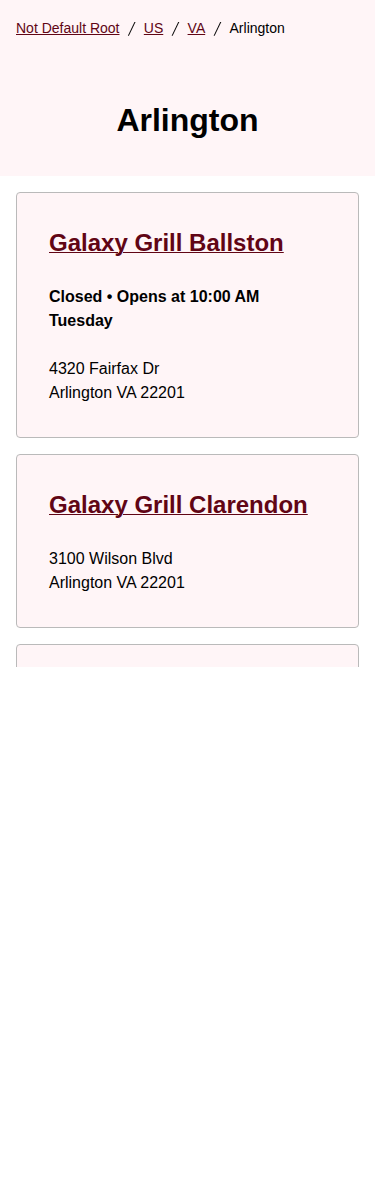 Not Default Root / US / VA / Arlington
Arlington
Galaxy Grill Ballston
Closed • Opens at 10:00 AM
Tuesday
4320 Fairfax Dr
Arlington VA 22201
Galaxy Grill Clarendon
3100 Wilson Blvd
Arlington VA 22201